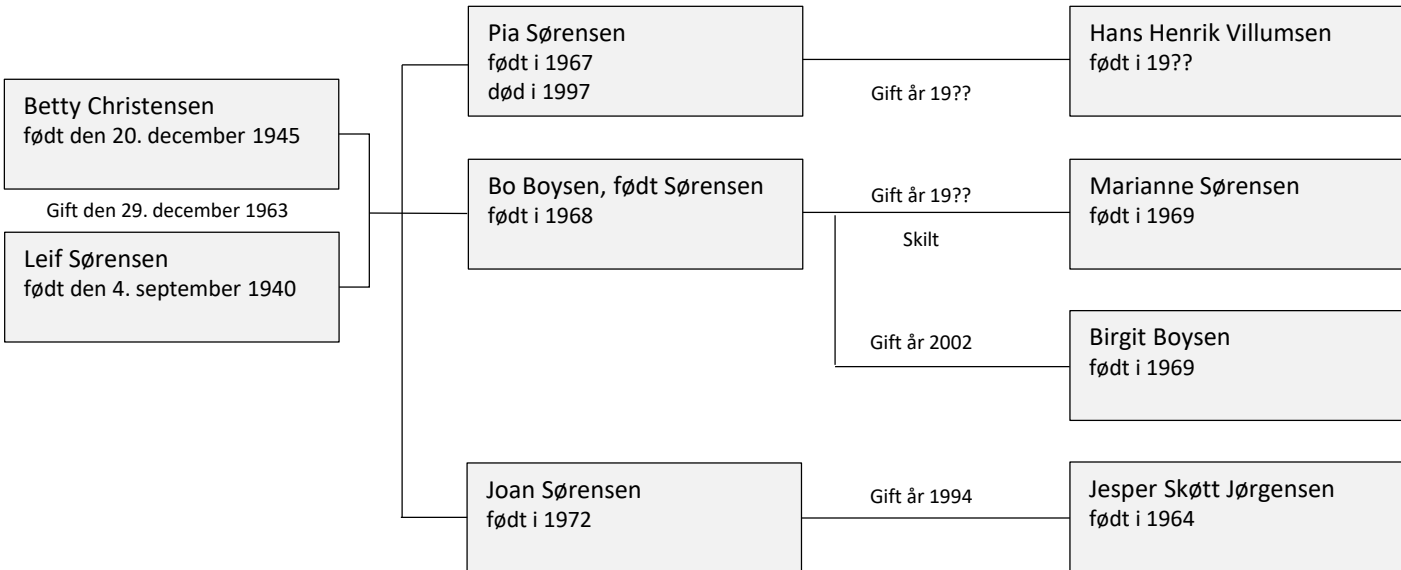 Betty Christensen
født den 20. december 1945
Gift den 29. december 1963
Leif Sørensen
født den 4. september 1940
Pia Sørensen
født i 1967
død i 1997
Gift år 19??
Hans Henrik Villumsen
født i 19??
Bo Boysen, født Sørensen
født i 1968
Gift år 19??
Skilt
Marianne Sørensen
født i 1969
Gift år 2002
Birgit Boysen
født i 1969
Joan Sørensen
født i 1972
Gift år 1994
Jesper Skøtt Jørgensen
født i 1964